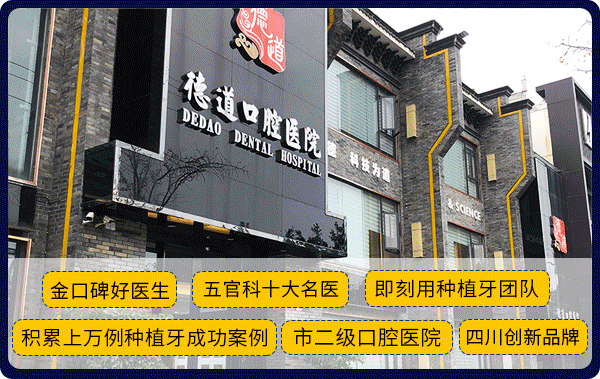 德道
德道口腔医院
DEDAO DENTAL HOSPITAL
科技为道
& SCIENCE
金口碑好医生
五官科十大名医
即刻用种植牙团队
积累上万例种植牙成功案例
市二级口腔医院
四川创新品牌